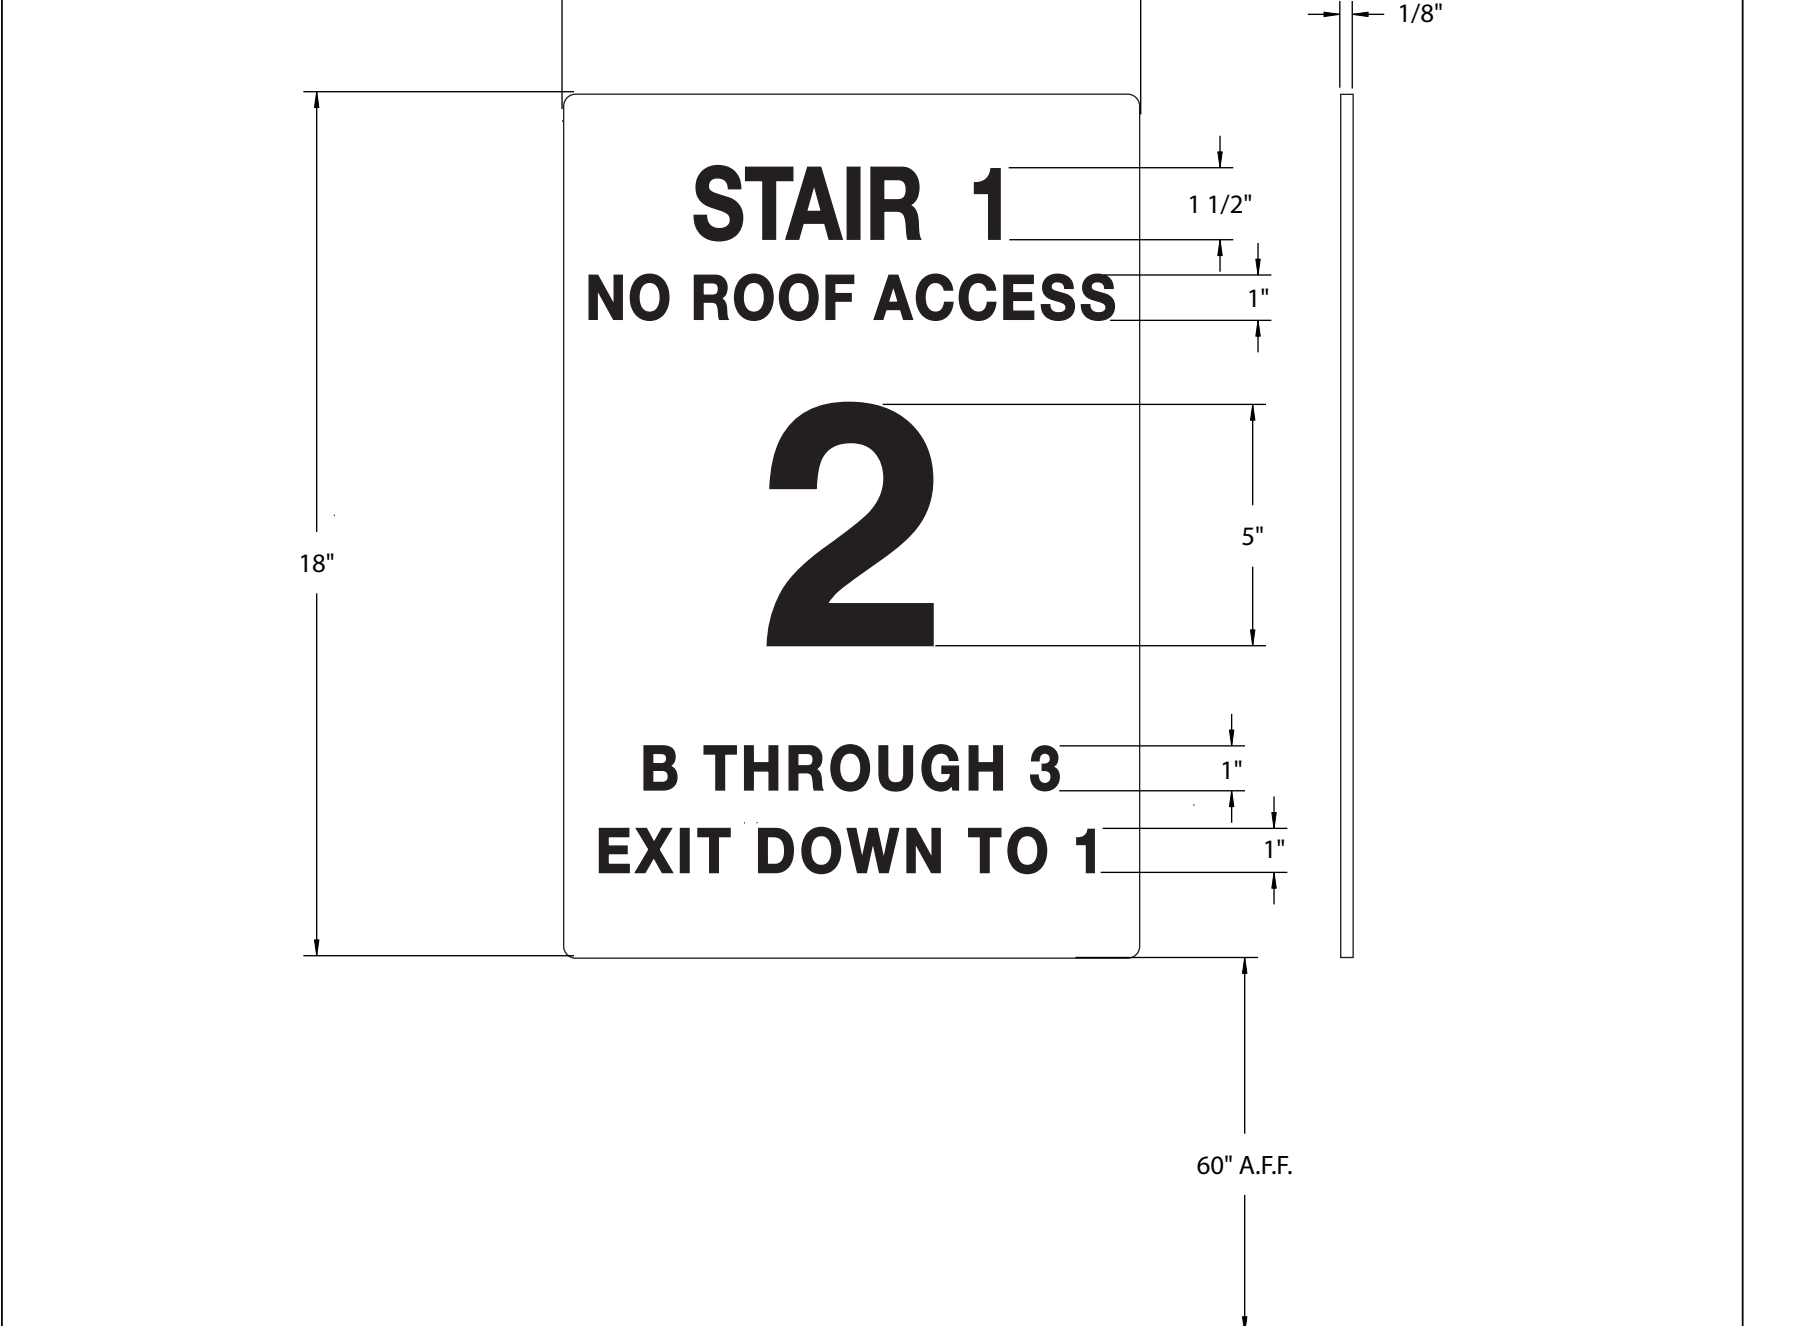 1/8"
STAIR 1
1 1/2"
NO ROOF ACCESS
1"
2
5"
18"
B THROUGH 3
1"
EXIT DOWN TO 1
1"
60" A.F.F.